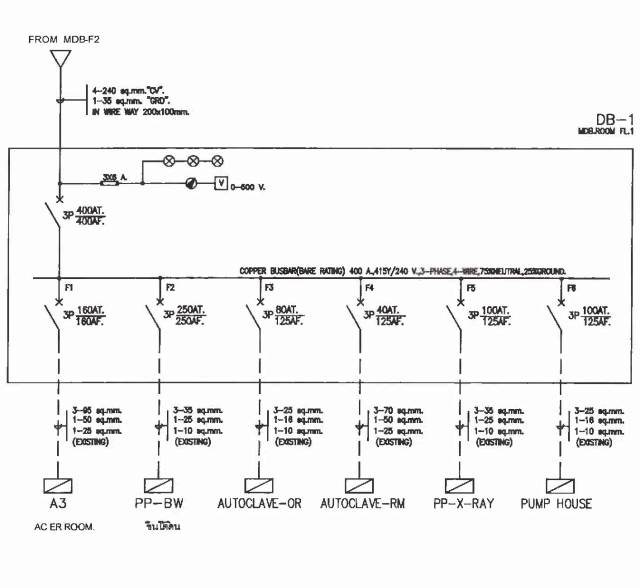 FROM MDB-F2
4-240 sq.mm."CV".
1-35 sq.mm. "GRD".
IN WIRE WAY 200x100mm.
DB-1
MDB.ROOM FL.1
3X6 A.
V
0-500 V.
3P 400AT.
400AF.
COPPER BUSBAR(BARE RATING) 400 A.,415Y/240 V.,3-PHASE,4-WIRE,75%NEUTRAL,25%GROUND.
F1 F2 F3 F4 F5 F6
3P 160AT. 3P 250AT. 3P 80AT. 3P 40AT. 3P 100AT. 3P 100AT.
160AF. 250AF. 125AF. 125AF. 125AF. 125AF.
3-95 sq.mm. 3-35 sq.mm. 3-25 sq.mm. 3-70 sq.mm. 3-35 sq.mm. 3-25 sq.mm.
1-50 sq.mm. 1-25 sq.mm. 1-16 sq.mm. 1-50 sq.mm. 1-25 sq.mm. 1-16 sq.mm.
1-25 sq.mm. 1-10 sq.mm. 1-10 sq.mm. 1-25 sq.mm. 1-10 sq.mm. 1-10 sq.mm.
(EXISTING) (EXISTING) (EXISTING) (EXISTING) (EXISTING) (EXISTING)
A3 PP-BW AUTOCLAVE-OR AUTOCLAVE-RM PP-X-RAY PUMP HOUSE
AC ER ROOM.